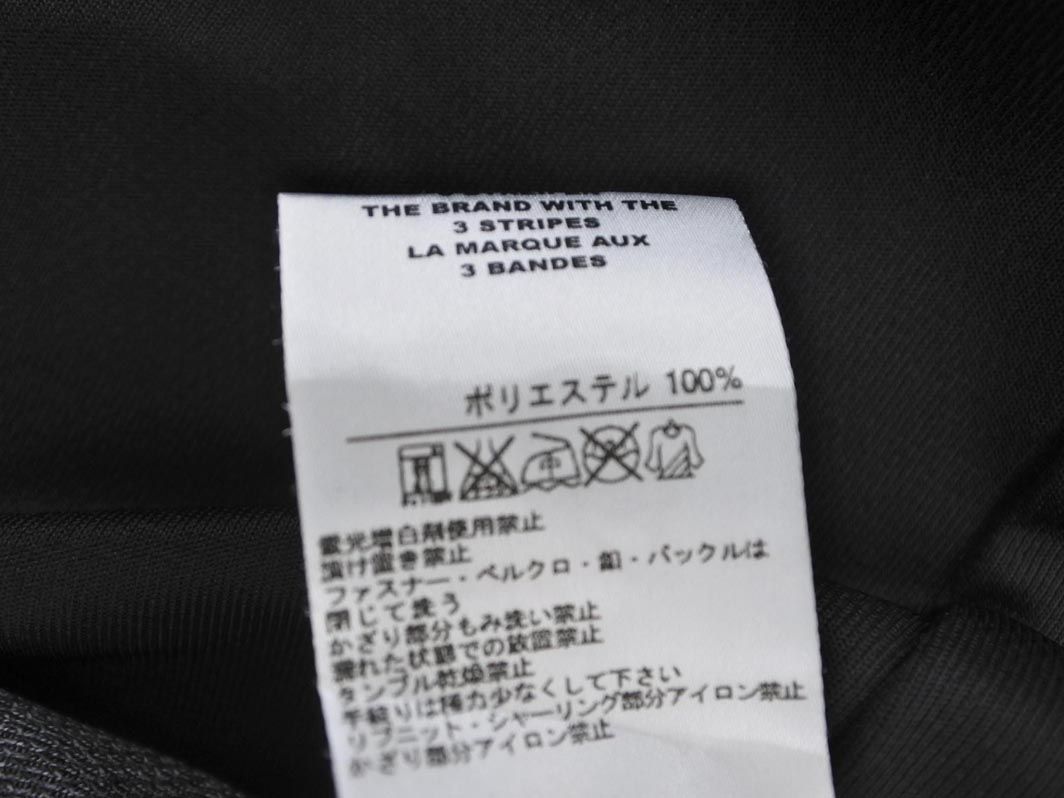 THE BRAND WITH THE
3 STRIPES
LA MARQUE AUX
3 BANDES
ポリエステル 100%
蛍光増白剤使用禁止
漬け置き禁止
ファスナー・ベルクロ・釦・バックルは
閉じて洗う
かざり部分もみ洗い禁止
濡れた状態での放置禁止
タンブル乾燥禁止
手絞りは極力少なくして下さい
リブニット・シャーリング部分アイロン禁止
かざり部分アイロン禁止